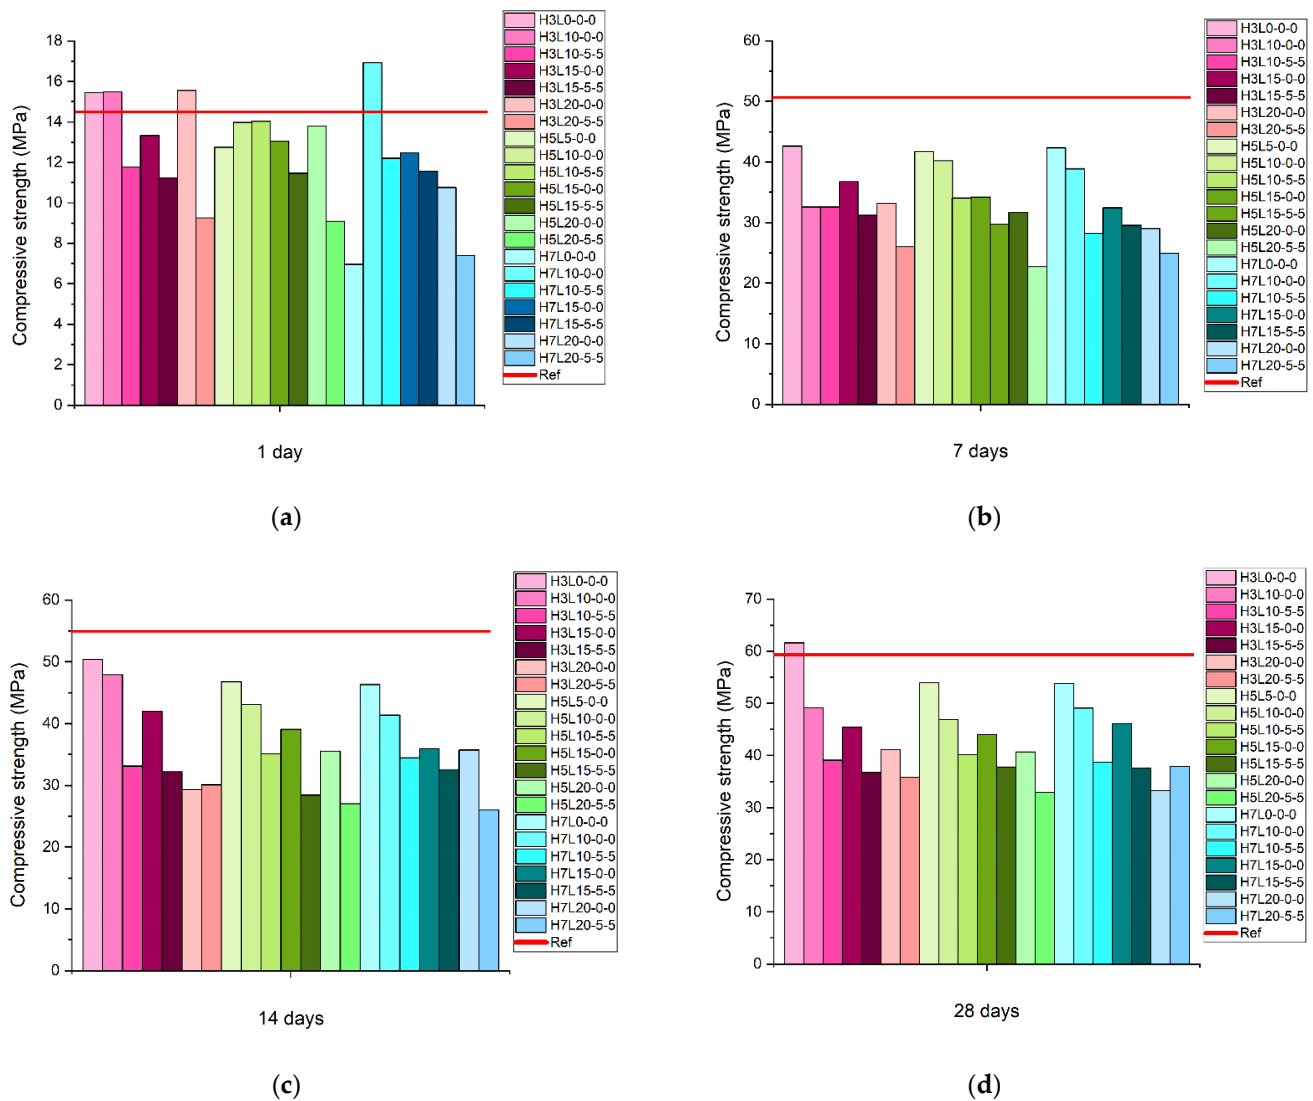 18
16
14
12
10
8
6
4
2
0
Compressive strength (MPa)
1 day
H3L0-0-0
H3L10-0-0
H3L10-5-5
H3L15-0-0
H3L15-5-5
H3L20-0-0
H3L20-5-5
H5L5-0-0
H5L10-0-0
H5L10-5-5
H5L15-0-0
H5L15-5-5
H5L20-0-0
H5L20-5-5
H7L0-0-0
H7L10-0-0
H7L10-5-5
H7L15-0-0
H7L15-5-5
H7L20-0-0
H7L20-5-5
Ref
(a)
60
50
40
30
20
10
0
Compressive strength (MPa)
7 days
H3L0-0-0
H3L10-0-0
H3L10-5-5
H3L15-0-0
H3L15-5-5
H3L20-0-0
H3L20-5-5
H5L5-0-0
H5L10-0-0
H5L10-5-5
H5L15-0-0
H5L15-5-5
H5L20-0-0
H5L20-5-5
H7L0-0-0
H7L10-0-0
H7L10-5-5
H7L15-0-0
H7L15-5-5
H7L20-0-0
H7L20-5-5
Ref
(b)
60
50
40
30
20
10
0
Compressive strength (MPa)
14 days
H3L0-0-0
H3L10-0-0
H3L10-5-5
H3L15-0-0
H3L15-5-5
H3L20-0-0
H3L20-5-5
H5L5-0-0
H5L10-0-0
H5L10-5-5
H5L15-0-0
H5L15-5-5
H5L20-0-0
H5L20-5-5
H7L0-0-0
H7L10-0-0
H7L10-5-5
H7L15-0-0
H7L15-5-5
H7L20-0-0
H7L20-5-5
Ref
(c)
70
60
50
40
30
20
10
0
Compressive strength (MPa)
28 days
H3L0-0-0
H3L10-0-0
H3L10-5-5
H3L15-0-0
H3L15-5-5
H3L20-0-0
H3L20-5-5
H5L5-0-0
H5L10-0-0
H5L10-5-5
H5L15-0-0
H5L15-5-5
H5L20-0-0
H5L20-5-5
H7L0-0-0
H7L10-0-0
H7L10-5-5
H7L15-0-0
H7L15-5-5
H7L20-0-0
H7L20-5-5
Ref
(d)